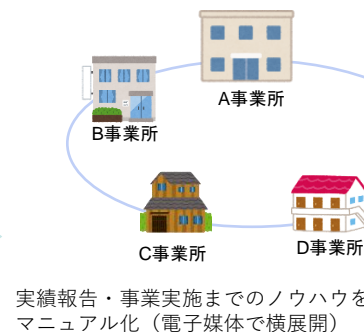 A事業所
B事業所
C事業所
D事業所
実績報告・事業実施までのノウハウを
マニュアル化（電子媒体で横展開）